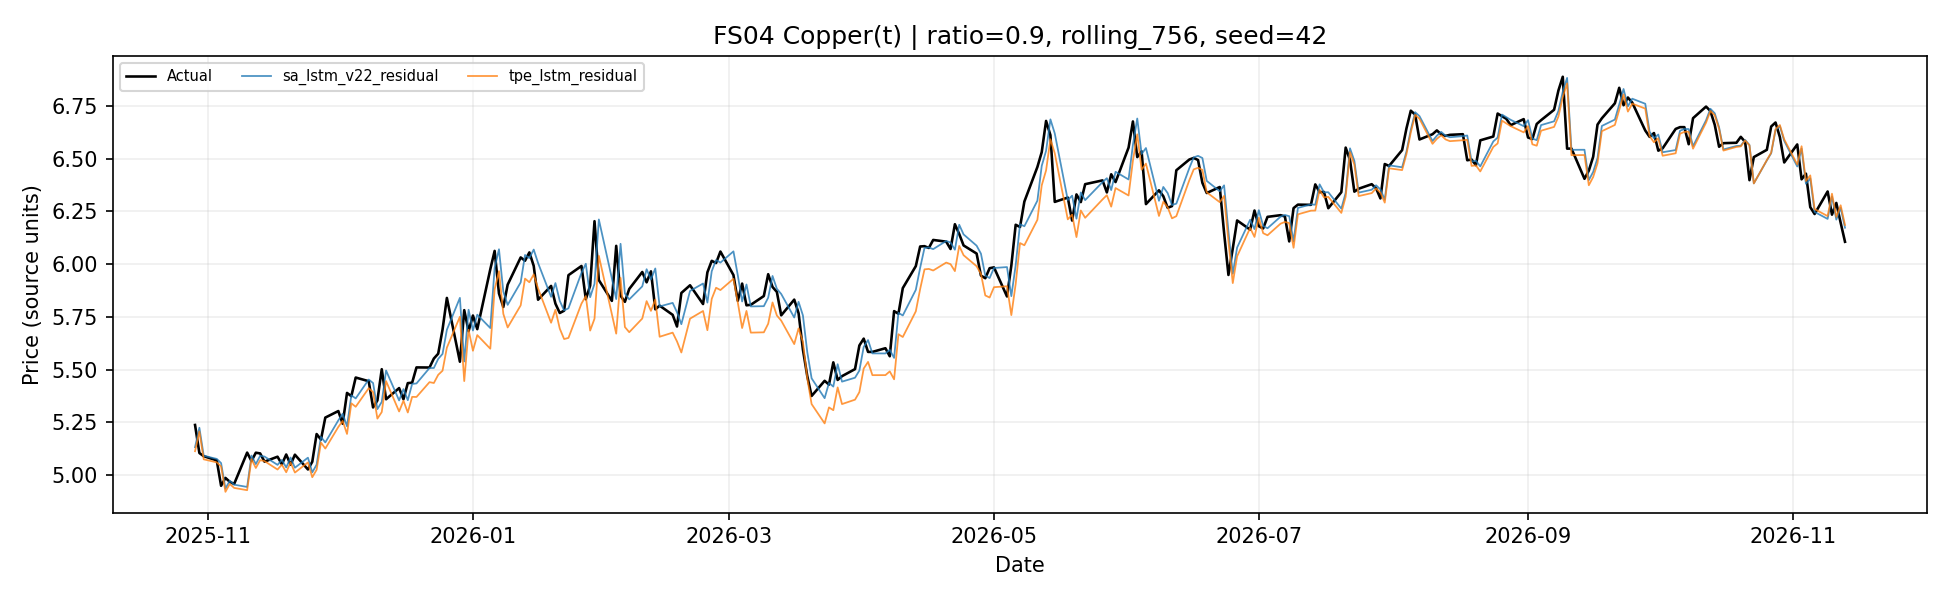 FS04 Copper(t) | ratio=0.9, rolling_756, seed=42
Actual sa_lstm_v22_residual tpe_lstm_residual
Price (source units)
6.75
6.50
6.25
6.00
5.75
5.50
5.25
5.00
2025-11 2026-01 2026-03 2026-05 2026-07 2026-09 2026-11
Date